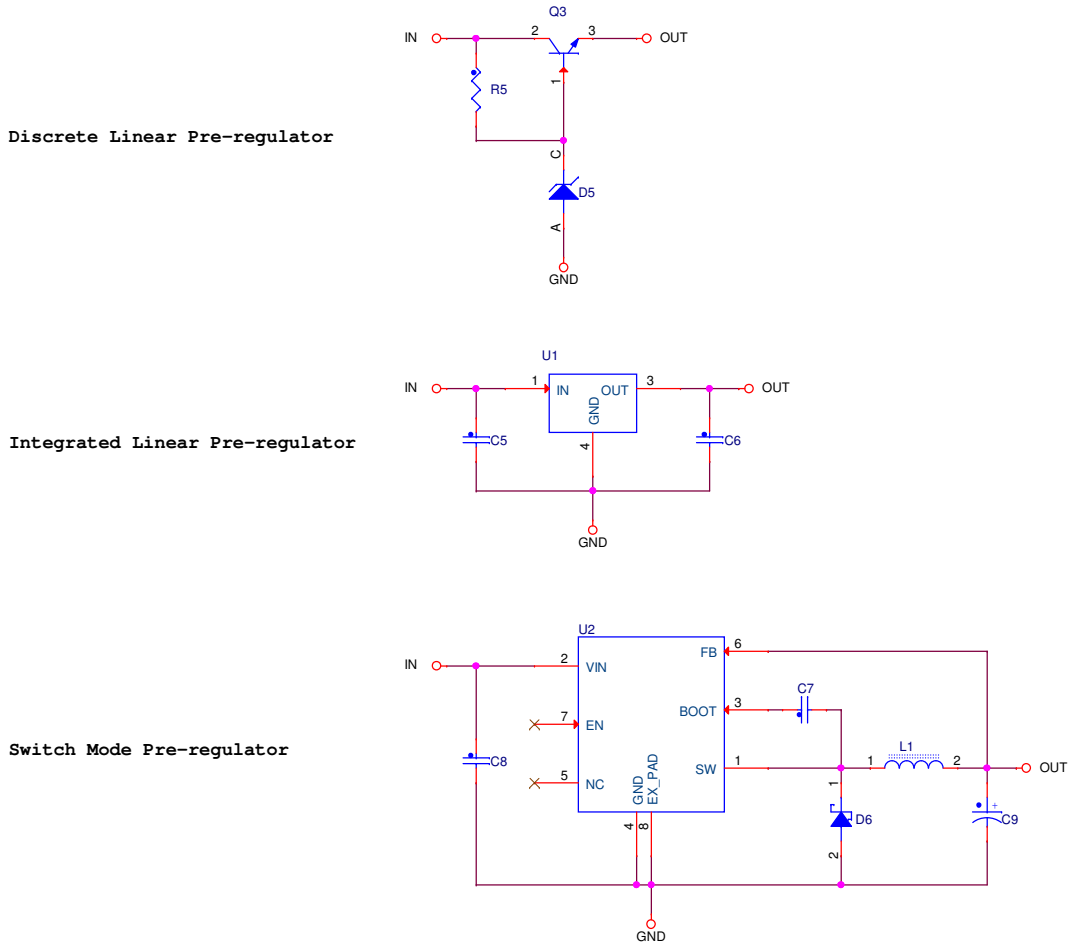 Q3
IN 2 3 OUT
1
R5
Discrete Linear Pre-regulator
C
D5
A
GND
U1
IN 1 IN OUT 3 OUT
GND
C5 4 C6
Integrated Linear Pre-regulator
GND
U2
IN 2 VIN FB 6
C7
BOOT 3
7 EN
L1
Switch Mode Pre-regulator
C8 5 NC SW 1 1 2 OUT
GND EX_PAD 1
4 8 D6 + C9
2
GND